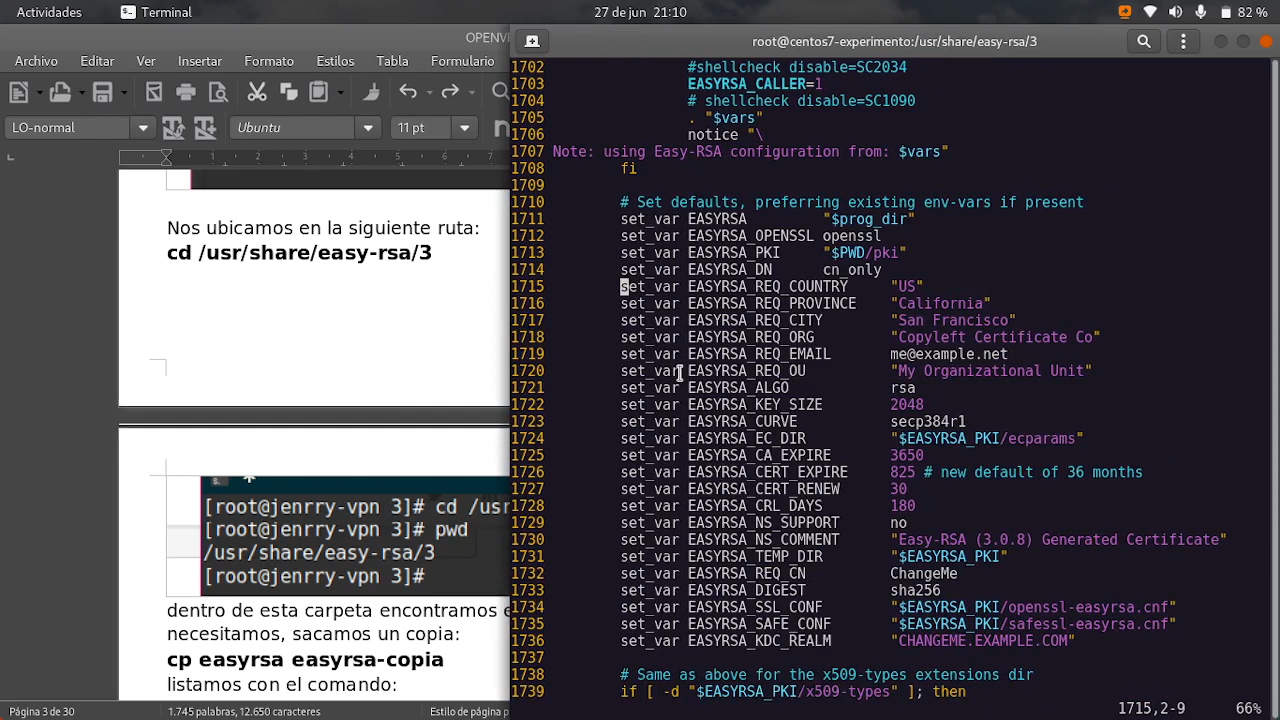 Actividades
Terminal
27 de jun 21:10
82 %
OPENV
Archivo Editar Ver Insertar Formato Estilos Tabla Formulario
LO-normal
Ubuntu
11 pt
1 2 3 4 5 6 7
Nos ubicamos en la siguiente ruta:
cd /usr/share/easy-rsa/3
[root@jenrry-vpn 3]# cd /usr
[root@jenrry-vpn 3]# pwd
/usr/share/easy-rsa/3
[root@jenrry-vpn 3]#
dentro de esta carpeta encontramos e
necesitamos, sacamos un copia:
cp easyrsa easyrsa-copia
listamos con el comando:
Página 3 de 30
1.745 palabras, 12.650 caracteres
Estilo de página
root@centos7-experimento:/usr/share/easy-rsa/3
1702 #shellcheck disable=SC2034
1703 EASYRSA_CALLER=1
1704 # shellcheck disable=SC1090
1705 . "$vars"
1706 notice "\
1707 Note: using Easy-RSA configuration from: $vars"
1708 fi
1709
1710 # Set defaults, preferring existing env-vars if present
1711 set_var EASYRSA "$prog_dir"
1712 set_var EASYRSA_OPENSSL openssl
1713 set_var EASYRSA_PKI "$PWD/pki"
1714 set_var EASYRSA_DN cn_only
1715 set_var EASYRSA_REQ_COUNTRY "US"
1716 set_var EASYRSA_REQ_PROVINCE "California"
1717 set_var EASYRSA_REQ_CITY "San Francisco"
1718 set_var EASYRSA_REQ_ORG "Copyleft Certificate Co"
1719 set_var EASYRSA_REQ_EMAIL me@example.net
1720 set_var EASYRSA_REQ_OU "My Organizational Unit"
1721 set_var EASYRSA_ALGO rsa
1722 set_var EASYRSA_KEY_SIZE 2048
1723 set_var EASYRSA_CURVE secp384r1
1724 set_var EASYRSA_EC_DIR "$EASYRSA_PKI/ecparams"
1725 set_var EASYRSA_CA_EXPIRE 3650
1726 set_var EASYRSA_CERT_EXPIRE 825 # new default of 36 months
1727 set_var EASYRSA_CERT_RENEW 30
1728 set_var EASYRSA_CRL_DAYS 180
1729 set_var EASYRSA_NS_SUPPORT no
1730 set_var EASYRSA_NS_COMMENT "Easy-RSA (3.0.8) Generated Certificate"
1731 set_var EASYRSA_TEMP_DIR "$EASYRSA_PKI"
1732 set_var EASYRSA_REQ_CN ChangeMe
1733 set_var EASYRSA_DIGEST sha256
1734 set_var EASYRSA_SSL_CONF "$EASYRSA_PKI/openssl-easyrsa.cnf"
1735 set_var EASYRSA_SAFE_CONF "$EASYRSA_PKI/safessl-easyrsa.cnf"
1736 set_var EASYRSA_KDC_REALM "CHANGEME.EXAMPLE.COM"
1737
1738 # Same as above for the x509-types extensions dir
1739 if [ -d "$EASYRSA_PKI/x509-types" ]; then
1715,2-9 66%